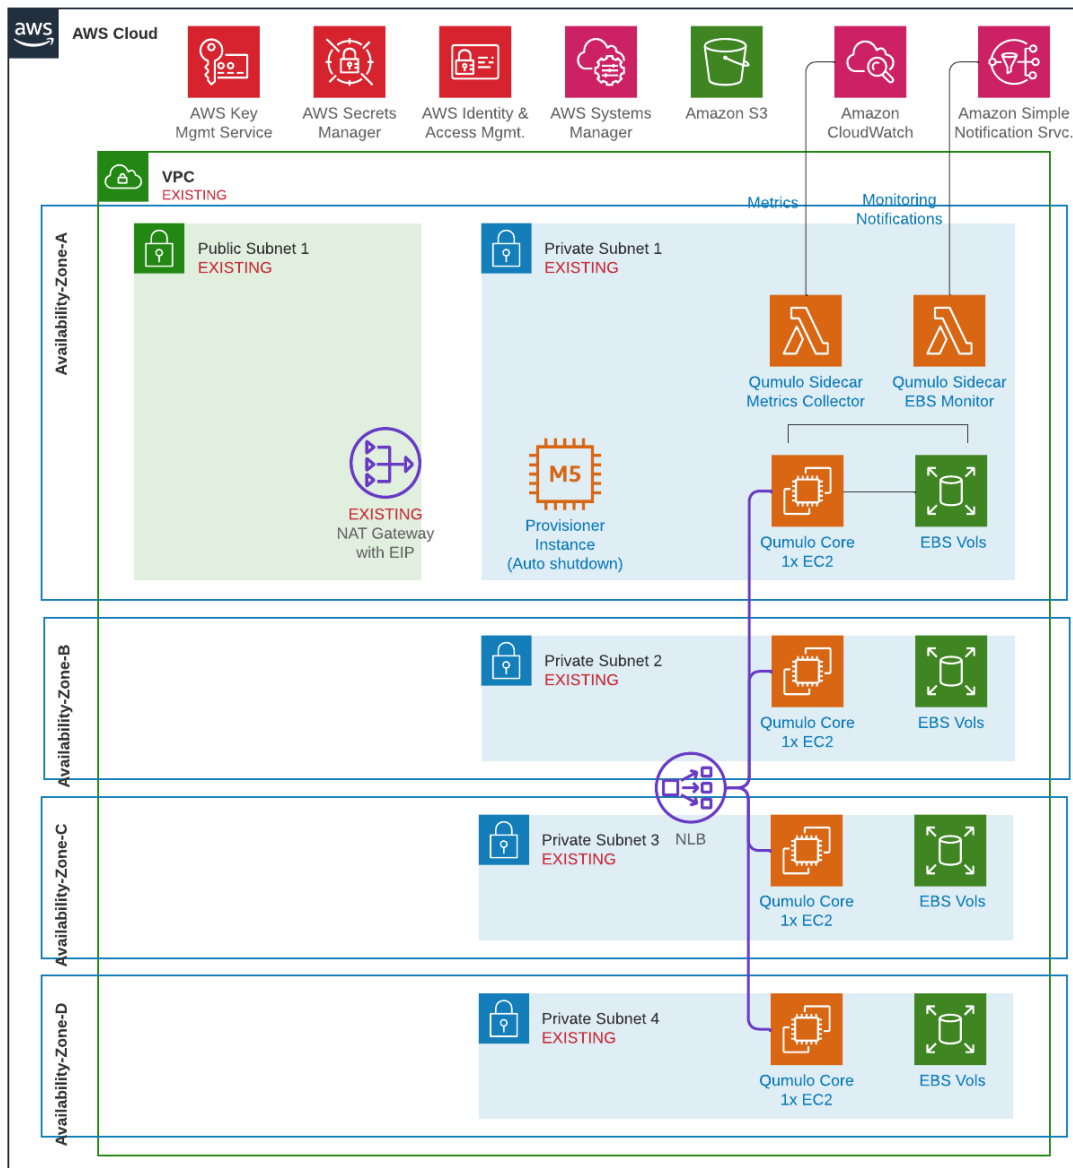 aws
AWS Cloud
AWS Key
Mgmt Service
AWS Secrets
Manager
AWS Identity &
Access Mgmt.
AWS Systems
Manager
Amazon S3
Amazon
CloudWatch
Amazon Simple
Notification Srvc.
VPC
EXISTING
Metrics
Monitoring
Notifications
Availability-Zone-A
Public Subnet 1
EXISTING
Private Subnet 1
EXISTING
Qumulo Sidecar
Metrics Collector
Qumulo Sidecar
EBS Monitor
EXISTING
NAT Gateway
with EIP
M5
Provisioner
Instance
(Auto shutdown)
Qumulo Core
1x EC2
EBS Vols
Availability-Zone-B
Private Subnet 2
EXISTING
Qumulo Core
1x EC2
EBS Vols
NLB
Availability-Zone-C
Private Subnet 3
EXISTING
Qumulo Core
1x EC2
EBS Vols
Availability-Zone-D
Private Subnet 4
EXISTING
Qumulo Core
1x EC2
EBS Vols